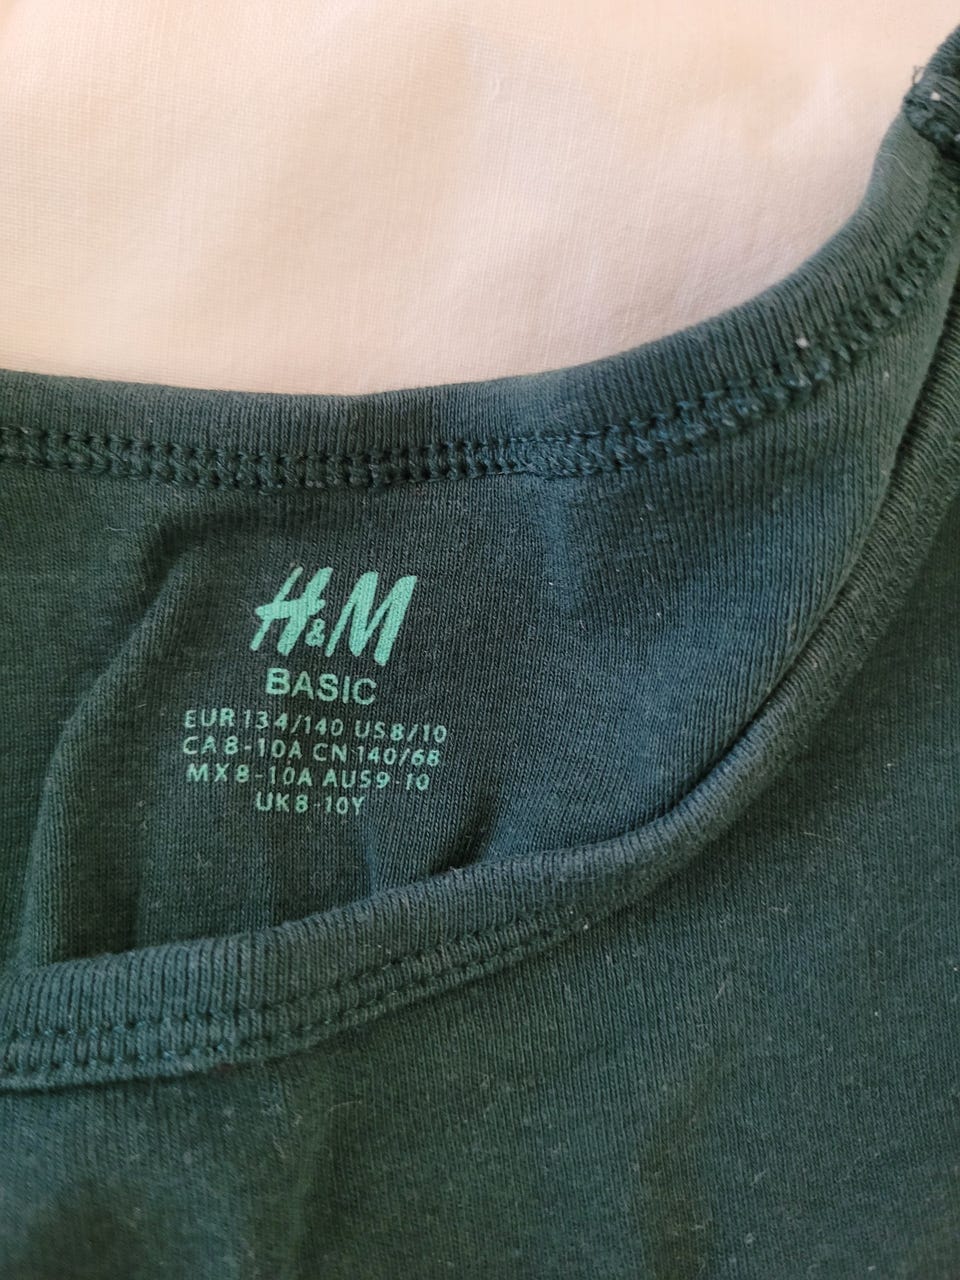 H&M
BASIC
EUR 134/140 US 8/10
CA 8-10A CN 140/68
MX 8-10A AUS 9-10
UK 8-10Y